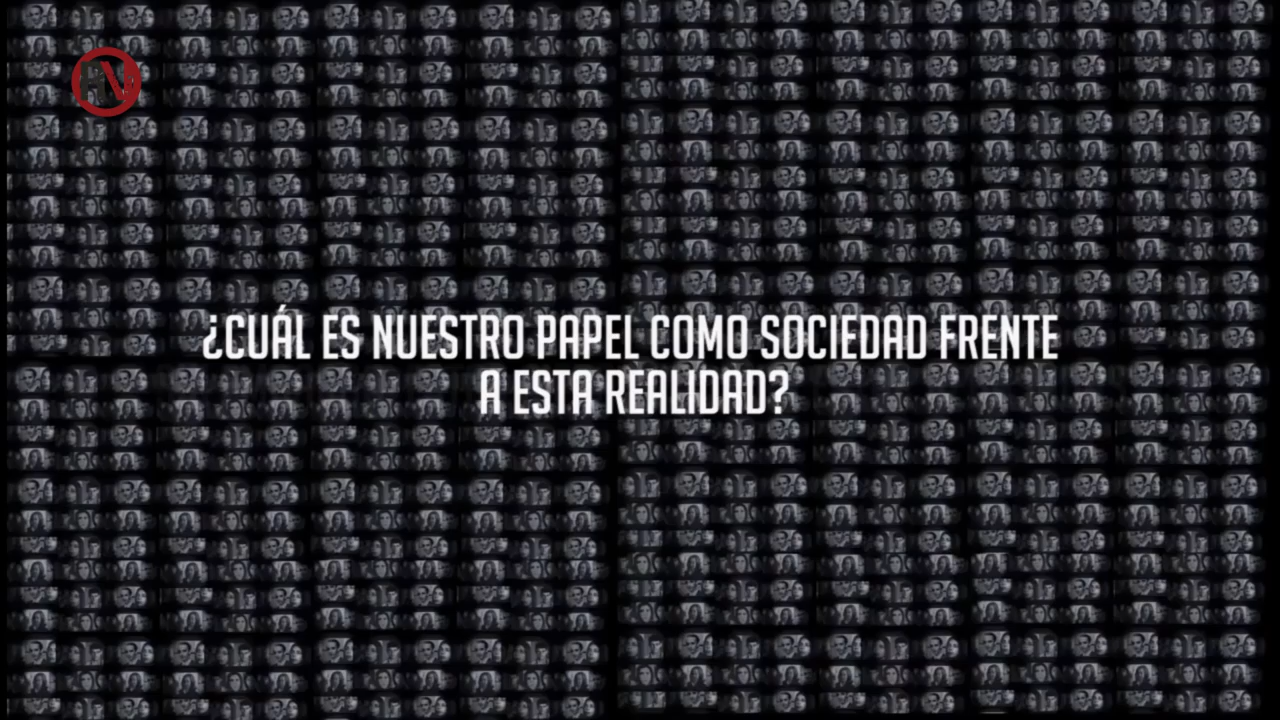 ¿CUÁL ES NUESTRO PAPEL COMO SOCIEDAD FRENTE
A ESTA REALIDAD?